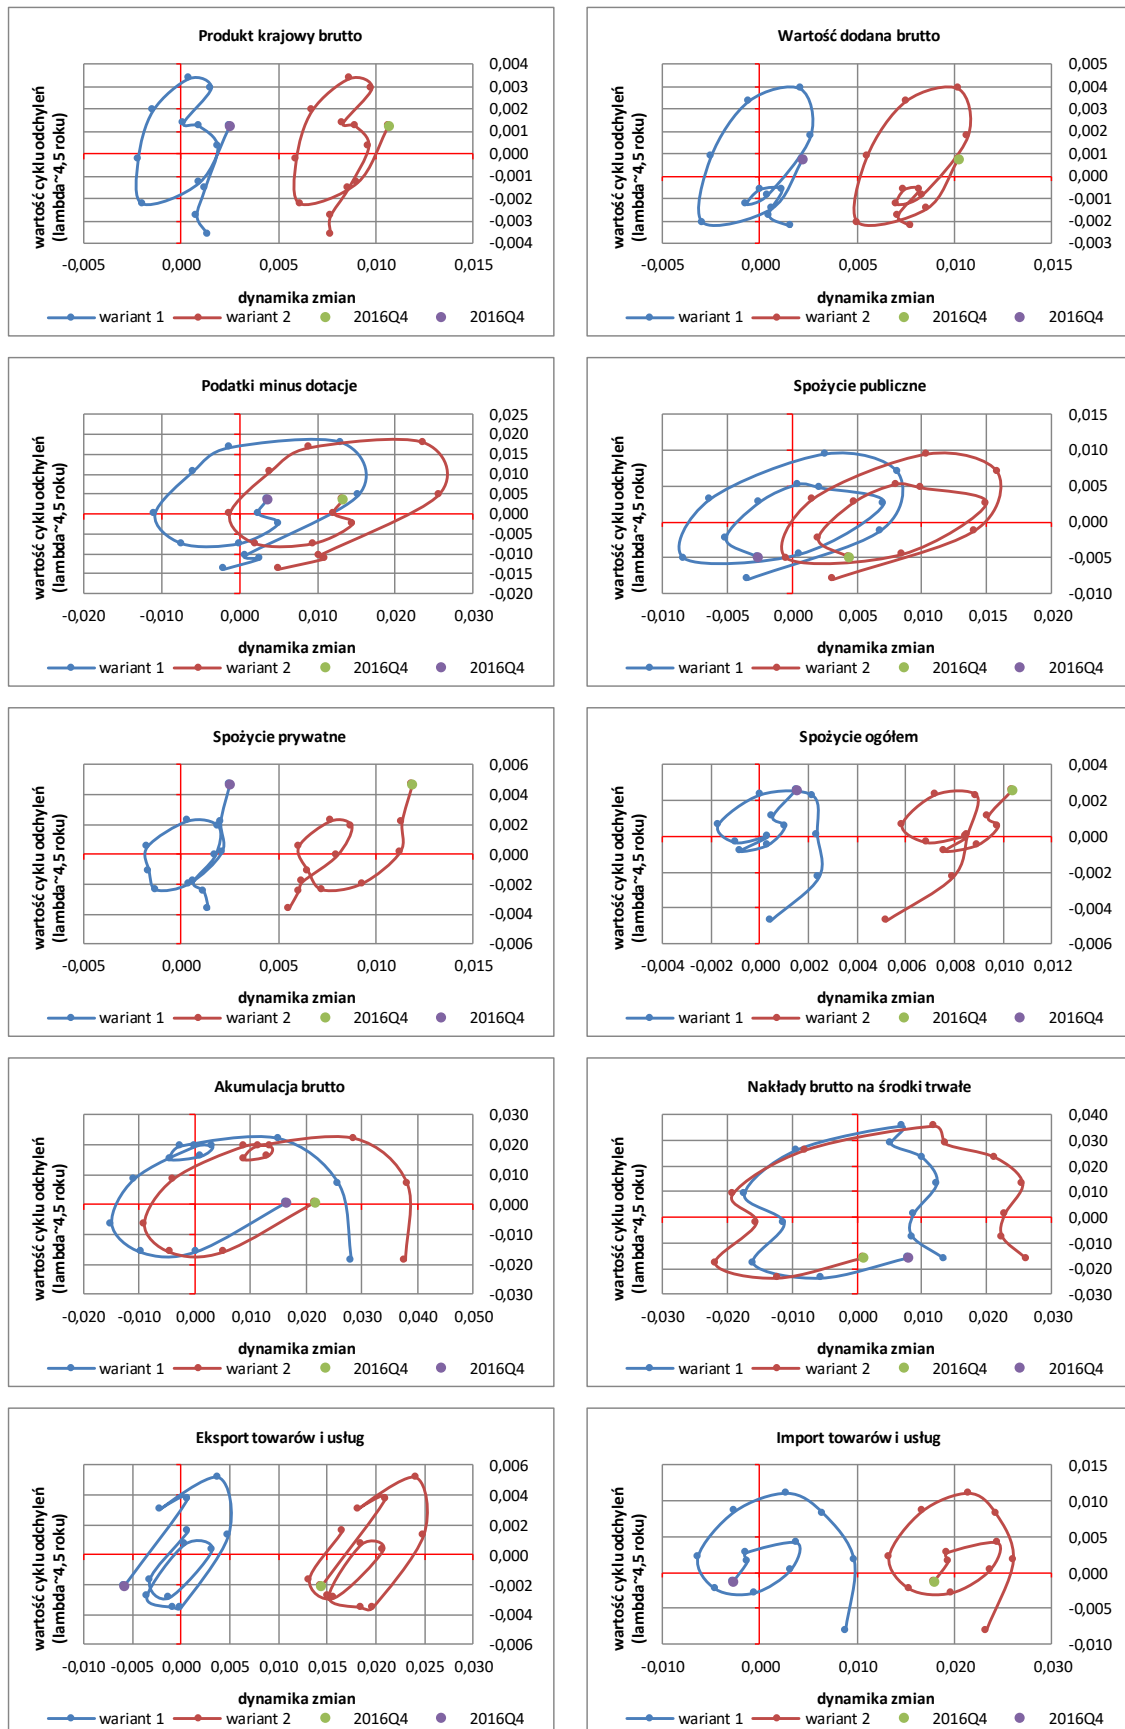 Produkt krajowy brutto
0,004
0,003
0,002
0,001
0,000
-0,001
-0,002
-0,003
-0,004
-0,005 0,000 0,005 0,010 0,015
wartość cyklu odchyleń
(lambda~4,5 roku)
dynamika zmian
wariant 1 wariant 2 2016Q4 2016Q4
Wartość dodana brutto
0,005
0,004
0,003
0,002
0,001
0,000
-0,001
-0,002
-0,003
-0,005 0,000 0,005 0,010 0,015
wartość cyklu odchyleń
(lambda~4,5 roku)
dynamika zmian
wariant 1 wariant 2 2016Q4 2016Q4
Podatki minus dotacje
0,025
0,020
0,015
0,010
0,005
0,000
-0,005
-0,010
-0,015
-0,020
-0,020 -0,010 0,000 0,010 0,020 0,030
wartość cyklu odchyleń
(lambda~4,5 roku)
dynamika zmian
wariant 1 wariant 2 2016Q4 2016Q4
Spożycie publiczne
0,015
0,010
0,005
0,000
-0,005
-0,010
-0,010 -0,005 0,000 0,005 0,010 0,015 0,020
wartość cyklu odchyleń
(lambda~4,5 roku)
dynamika zmian
wariant 1 wariant 2 2016Q4 2016Q4
Spożycie prywatne
0,006
0,004
0,002
0,000
-0,002
-0,004
-0,006
-0,005 0,000 0,005 0,010 0,015
wartość cyklu odchyleń
(lambda~4,5 roku)
dynamika zmian
wariant 1 wariant 2 2016Q4 2016Q4
Spożycie ogółem
0,004
0,002
0,000
-0,002
-0,004
-0,006
-0,004 -0,002 0,000 0,002 0,004 0,006 0,008 0,010 0,012
wartość cyklu odchyleń
(lambda~4,5 roku)
dynamika zmian
wariant 1 wariant 2 2016Q4 2016Q4
Akumulacja brutto
0,030
0,020
0,010
0,000
-0,010
-0,020
-0,030
-0,020 -0,010 0,000 0,010 0,020 0,030 0,040 0,050
wartość cyklu odchyleń
(lambda~4,5 roku)
dynamika zmian
wariant 1 wariant 2 2016Q4 2016Q4
Nakłady brutto na środki trwałe
0,040
0,030
0,020
0,010
0,000
-0,010
-0,020
-0,030
-0,030 -0,020 -0,010 0,000 0,010 0,020 0,030
wartość cyklu odchyleń
(lambda~4,5 roku)
dynamika zmian
wariant 1 wariant 2 2016Q4 2016Q4
Eksport towarów i usług
0,006
0,004
0,002
0,000
-0,002
-0,004
-0,006
-0,010 -0,005 0,000 0,005 0,010 0,015 0,020 0,025 0,030
wartość cyklu odchyleń
(lambda~4,5 roku)
dynamika zmian
wariant 1 wariant 2 2016Q4 2016Q4
Import towarów i usług
0,015
0,010
0,005
0,000
-0,005
-0,010
-0,010 0,000 0,010 0,020 0,030
wartość cyklu odchyleń
(lambda~4,5 roku)
dynamika zmian
wariant 1 wariant 2 2016Q4 2016Q4